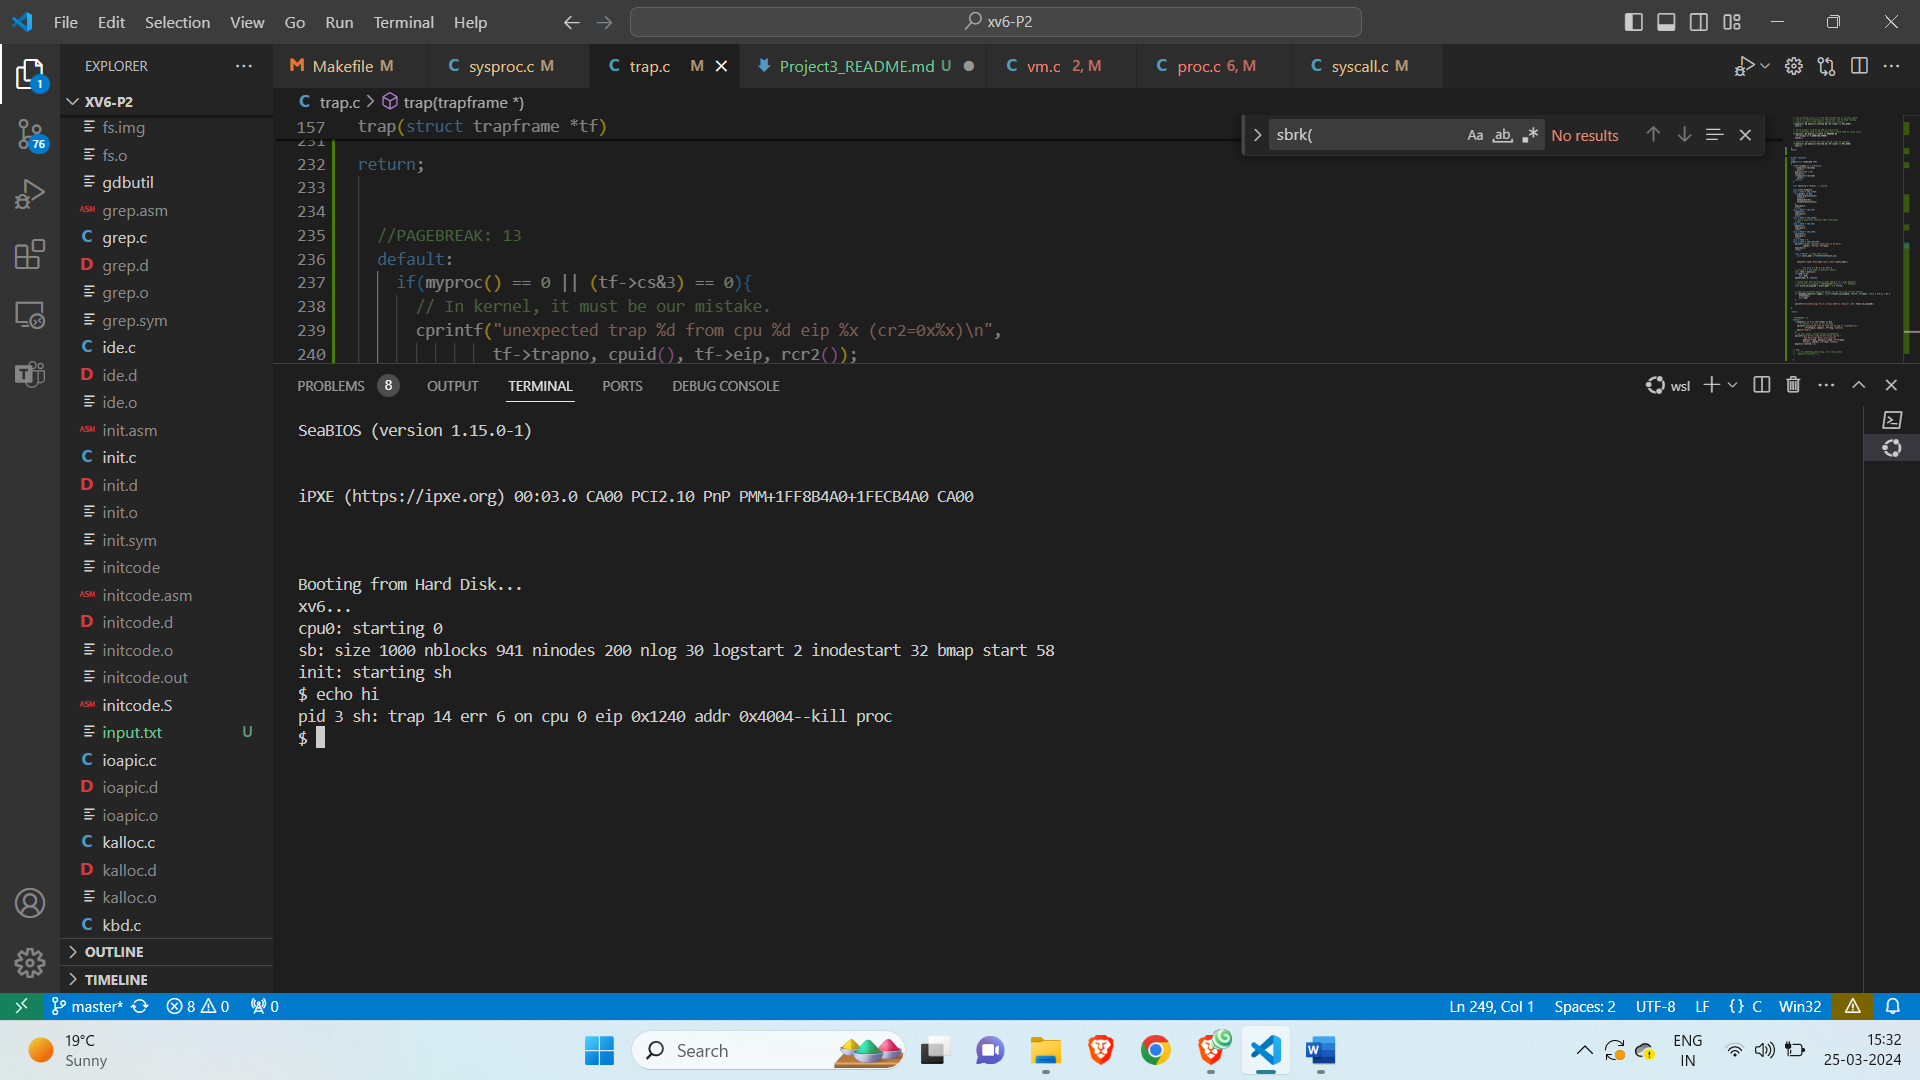 File Edit Selection View Go Run Terminal Help
xv6-P2
EXPLORER
Makefile M
sysproc.c M
trap.c M
Project3_README.md U
vm.c 2, M
proc.c 6, M
syscall.c M
1
76
XV6-P2
fs.img
fs.o
gdbutil
ASM grep.asm
C grep.c
D grep.d
grep.o
grep.sym
C ide.c
D ide.d
ide.o
ASM init.asm
C init.c
D init.d
init.o
init.sym
initcode
ASM initcode.asm
D initcode.d
initcode.o
initcode.out
ASM initcode.S
input.txt U
C ioapic.c
D ioapic.d
ioapic.o
C kalloc.c
D kalloc.d
kalloc.o
C kbd.c
OUTLINE
TIMELINE
C trap.c > trap(trapframe *)
157 trap(struct trapframe *tf)
231
232 return;
233
234
235 //PAGEBREAK: 13
236 default:
237 if(myproc() == 0 || (tf->cs&3) == 0){
238 // In kernel, it must be our mistake.
239 cprintf("unexpected trap %d from cpu %d eip %x (cr2=0x%x)\n",
240 tf->trapno, cpuid(), tf->eip, rcr2());
sbrk( Aa ab No results
PROBLEMS 8 OUTPUT TERMINAL PORTS DEBUG CONSOLE
wsl
SeaBIOS (version 1.15.0-1)
iPXE (https://ipxe.org) 00:03.0 CA00 PCI2.10 PnP PMM+1FF8B4A0+1FECB4A0 CA00
Booting from Hard Disk...
xv6...
cpu0: starting 0
sb: size 1000 nblocks 941 ninodes 200 nlog 30 logstart 2 inodestart 32 bmap start 58
init: starting sh
$ echo hi
pid 3 sh: trap 14 err 6 on cpu 0 eip 0x1240 addr 0x4004--kill proc
$
master* 8 0 0
Ln 249, Col 1 Spaces: 2 UTF-8 LF {} C Win32
19°C
Sunny
Search
ENG
IN
15:32
25-03-2024